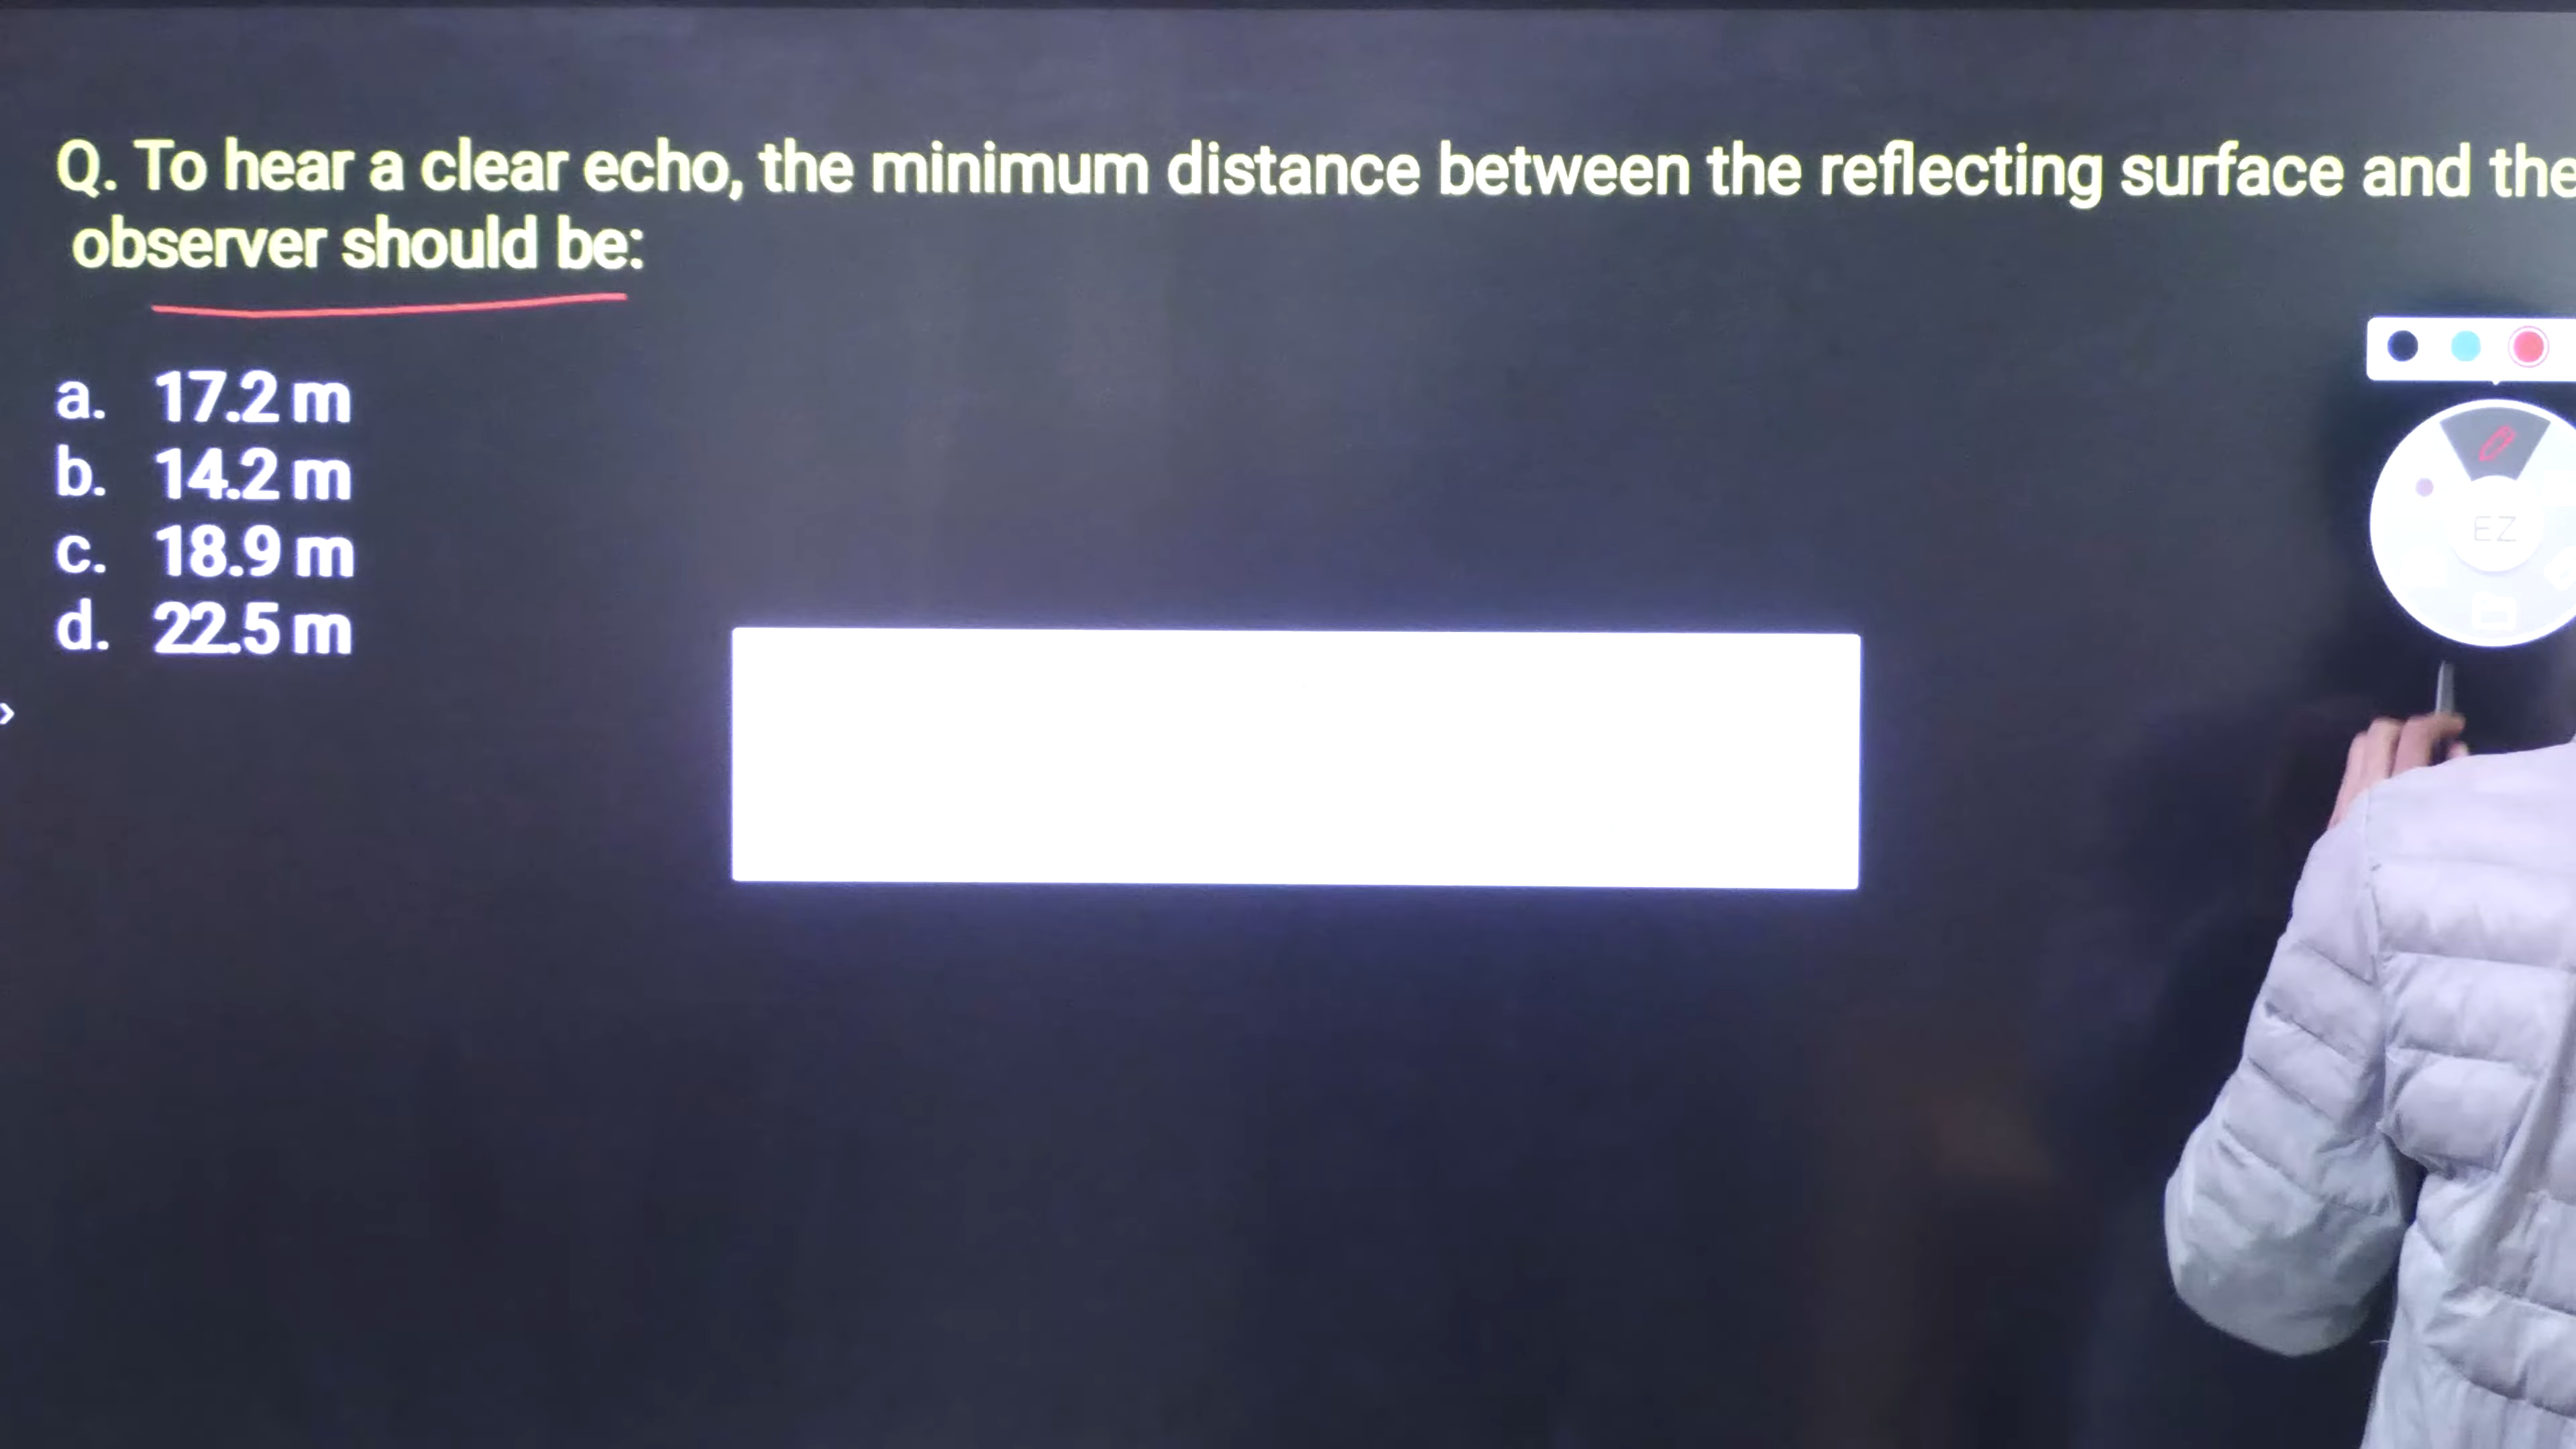 Q. To hear a clear echo, the minimum distance between the reflecting surface and the
observer should be:
a. 17.2 m
b. 14.2 m
c. 18.9 m
d. 22.5 m
EZ